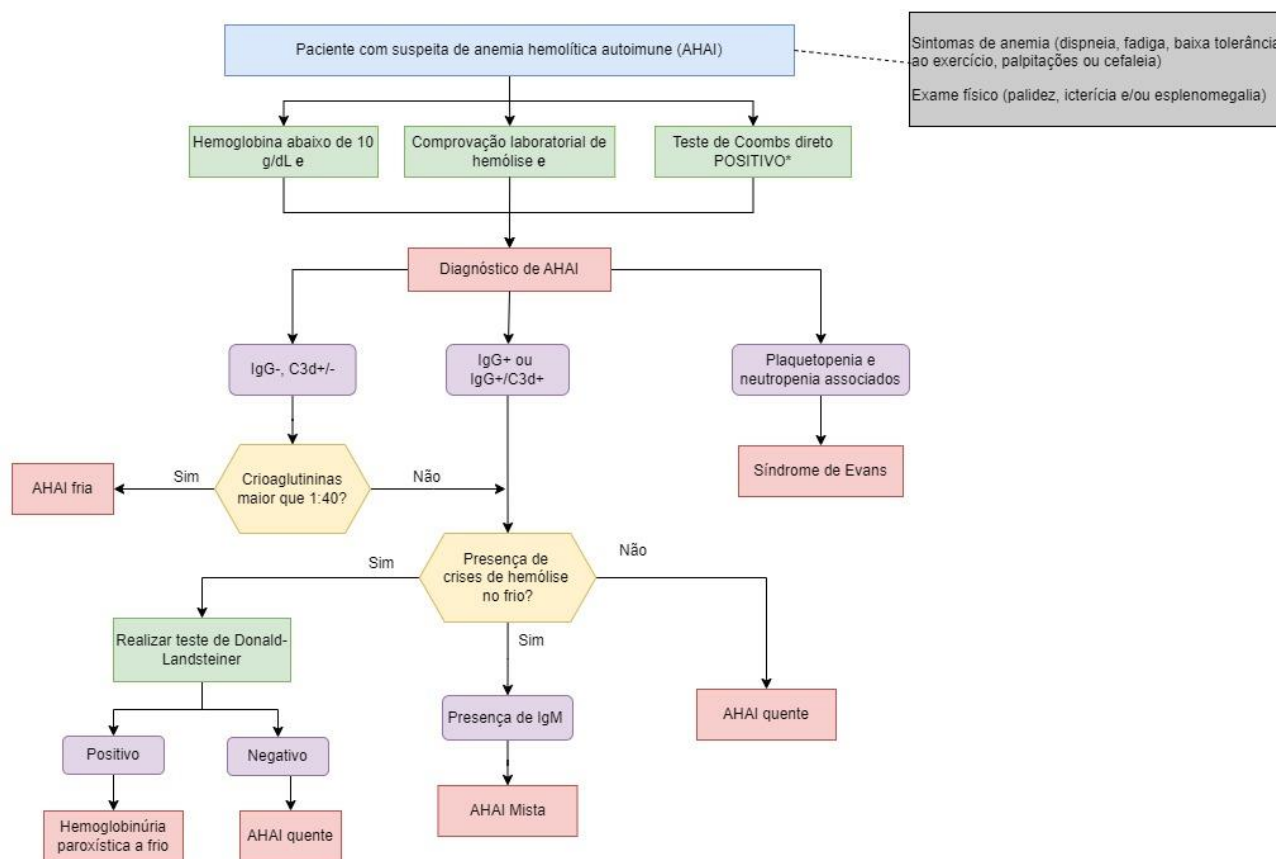 Paciente com suspeita de anemia hemolítica autoimune (AHAI)
Sintomas de anemia (dispneia, fadiga, baixa tolerância
ao exercício, palpitações ou cefaleia)
Exame físico (palidez, icterícia e/ou esplenomegalia)
Hemoglobina abaixo de 10
g/dL e
Comprovação laboratorial de
hemólise e
Teste de Coombs direto
POSITIVO*
Diagnóstico de AHAI
IgG-, C3d+/-
IgG+ ou
IgG+/C3d+
Plaquetopenia e
neutropenia associados
AHAI fria
Sim
Crioaglutininas
maior que 1:40?
Não
Síndrome de Evans
Sim
Presença de
crises de hemólise
no frio?
Não
Realizar teste de Donald-
Landsteiner
Sim
Presença de IgM
AHAI quente
Positivo
Negativo
Hemoglobinúria
paroxística a frio
AHAI quente
AHAI Mista